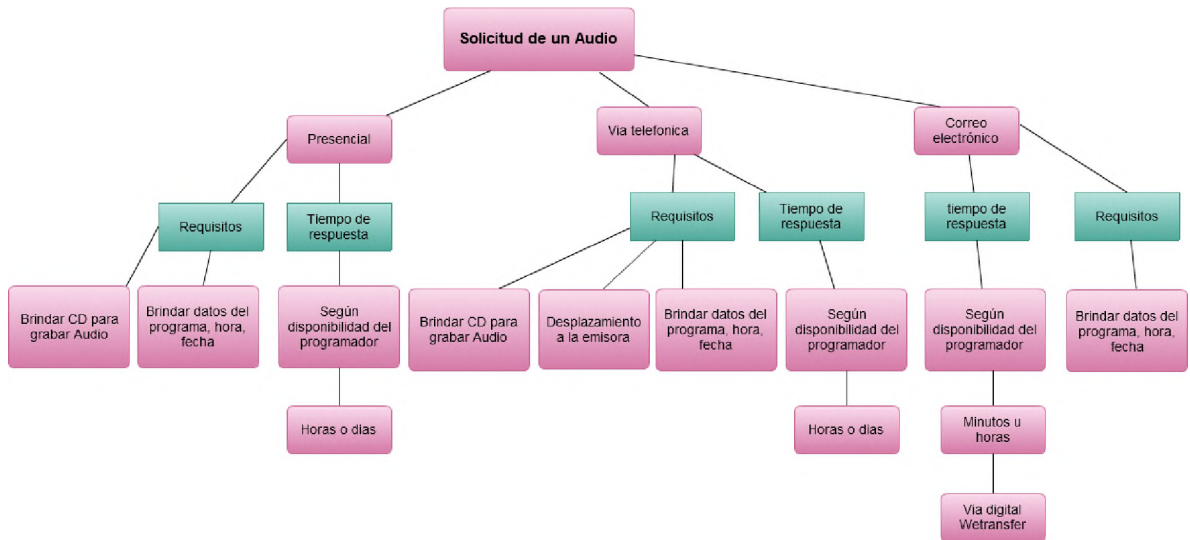 Solicitud de un Audio
Presencial
Via telefonica
Correo
electrónico
Requisitos
Tiempo de
respuesta
Requisitos
Tiempo de
respuesta
tiempo de
respuesta
Requisitos
Brindar CD para
grabar Audio
Brindar datos del
programa, hora,
fecha
Según
disponibilidad del
programador
Brindar CD para
grabar Audio
Desplazamiento
a la emisora
Brindar datos del
programa, hora,
fecha
Según
disponibilidad del
programador
Según
disponibilidad del
programador
Brindar datos del
programa, hora,
fecha
Horas o dias
Horas o dias
Minutos u
horas
Via digital
Wetransfer